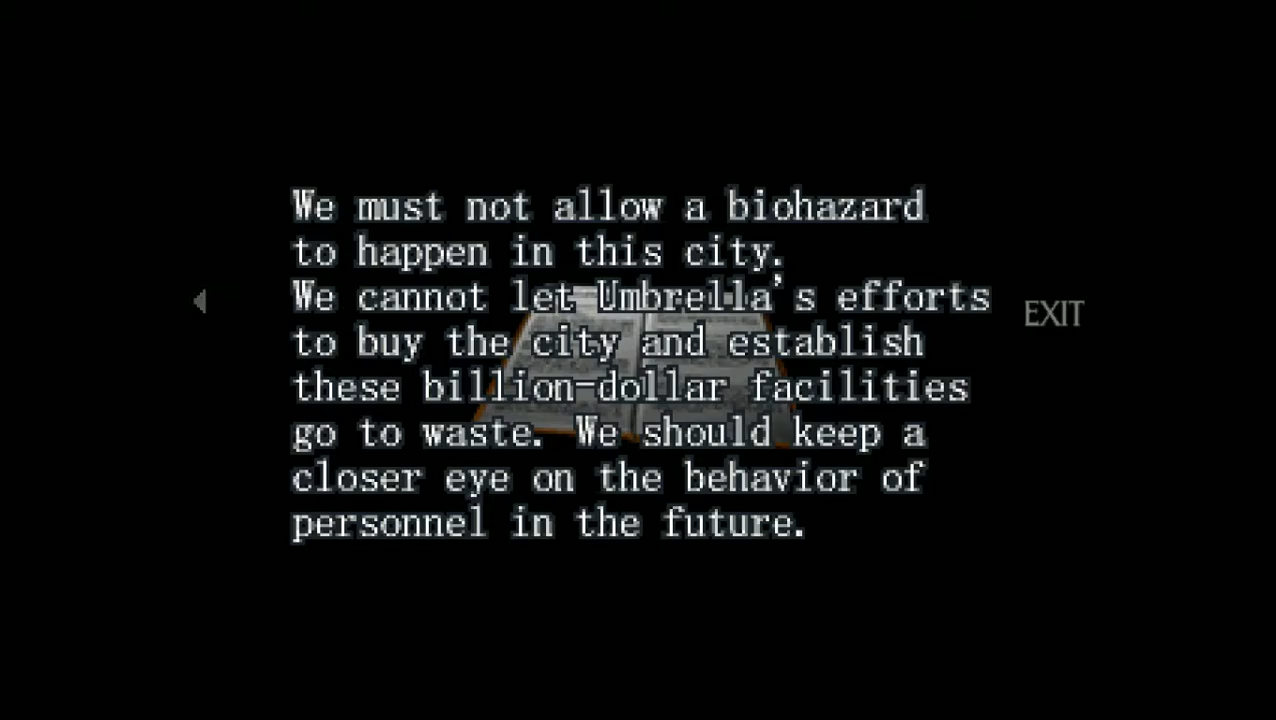 We must not allow a biohazard
to happen in this city.
We cannot let Umbrella's efforts
to buy the city and establish
these billion-dollar facilities
go to waste. We should keep a
closer eye on the behavior of
personnel in the future.
EXIT